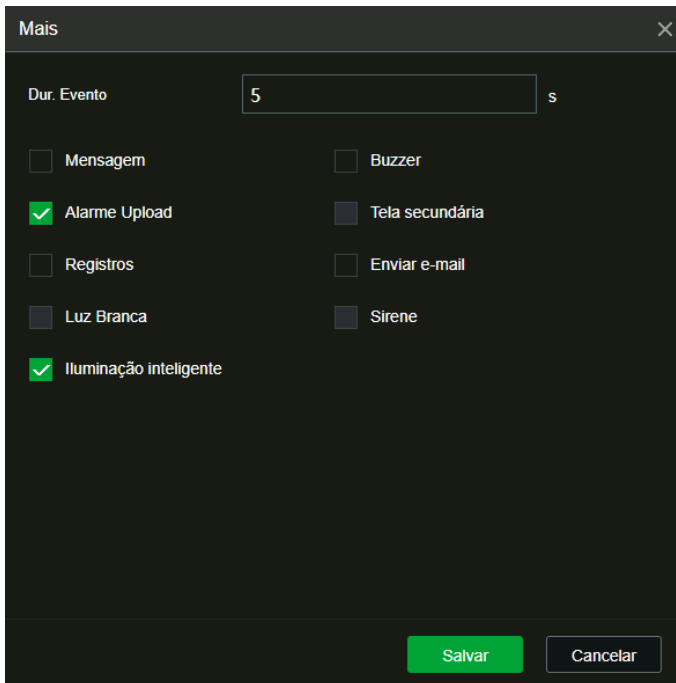 Mais
Dur. Evento 5 s
Mensagem Buzzer
Alarme Upload Tela secundária
Registros Enviar e-mail
Luz Branca Sirene
Iluminação inteligente
Salvar Cancelar